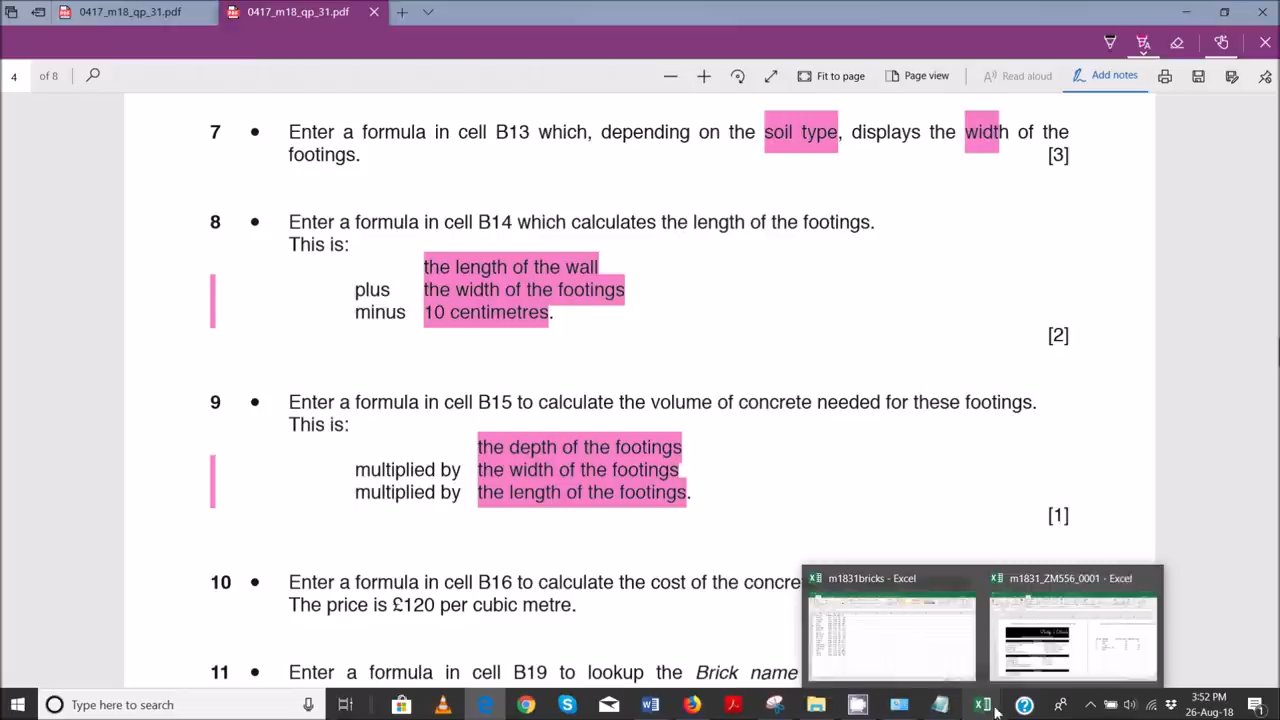 0417_m18_qp_31.pdf
0417_m18_qp_31.pdf
4 of 8
Fit to page
Page view
Read aloud
Add notes
7 • Enter a formula in cell B13 which, depending on the soil type, displays the width of the
footings. [3]
8 • Enter a formula in cell B14 which calculates the length of the footings.
This is:
the length of the wall
plus the width of the footings
minus 10 centimetres.
[2]
9 • Enter a formula in cell B15 to calculate the volume of concrete needed for these footings.
This is:
the depth of the footings
multiplied by the width of the footings
multiplied by the length of the footings.
[1]
10 • Enter a formula in cell B16 to calculate the cost of the concre
The price is £120 per cubic metre.
m1831bricks - Excel
m1831_ZM556_0001 - Excel
11 • Enter a formula in cell B19 to lookup the Brick name
Type here to search
3:52 PM
26-Aug-18